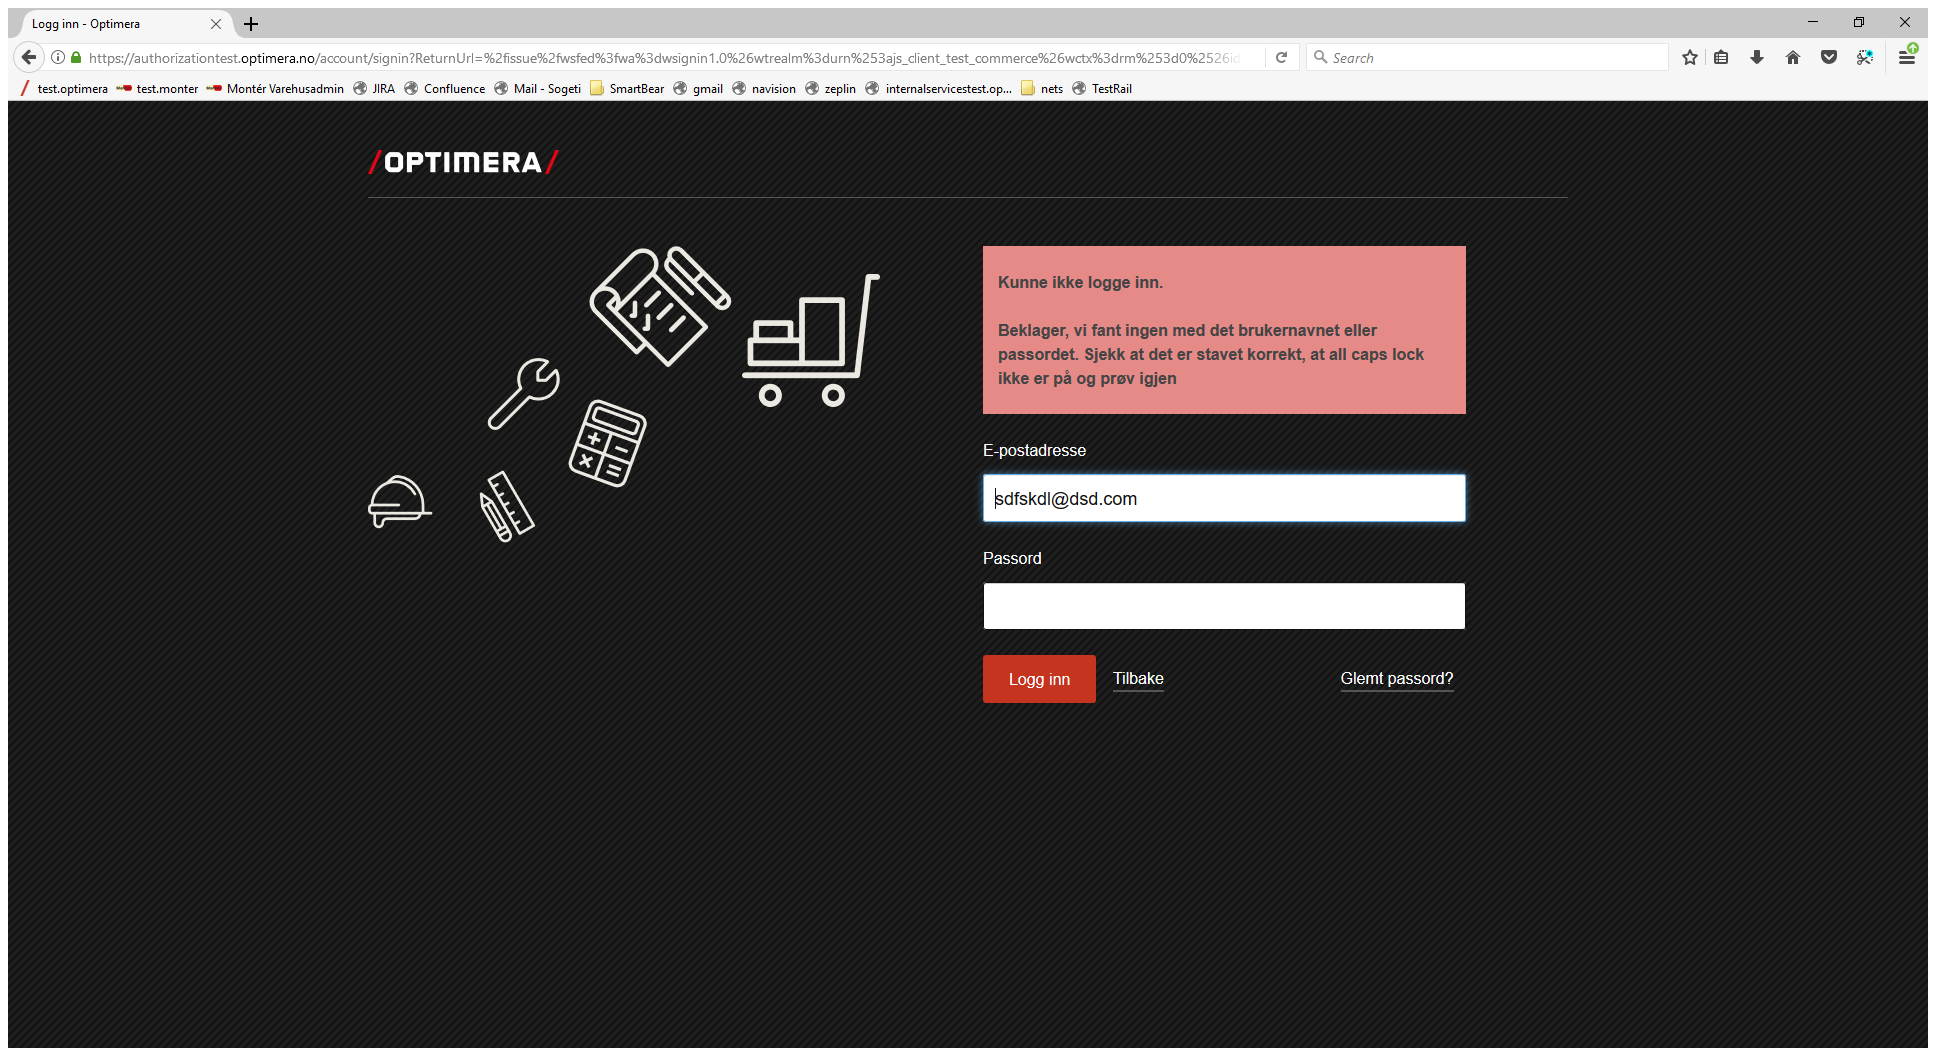 Logg inn - Optimera
https://authorizationtest.optimera.no/account/signin?ReturnUrl=%2fissue%2fwsfed%3fwa%3dwsignin1.0%26wtrealm%3durn%253ajs_client_test_commerce%26wctx%3drm%253d0%2526id
Search
test.optimera test.monter Montér Varehusadmin JIRA Confluence Mail - Sogeti SmartBear gmail navision zeplin internalservicestest.op... nets TestRail
/OPTIMERA/
Kunne ikke logge inn.
Beklager, vi fant ingen med det brukernavnet eller
passordet. Sjekk at det er stavet korrekt, at all caps lock
ikke er på og prøv igjen
E-postadresse
sdfskdl@dsd.com
Passord
Logg inn Tilbake Glemt passord?